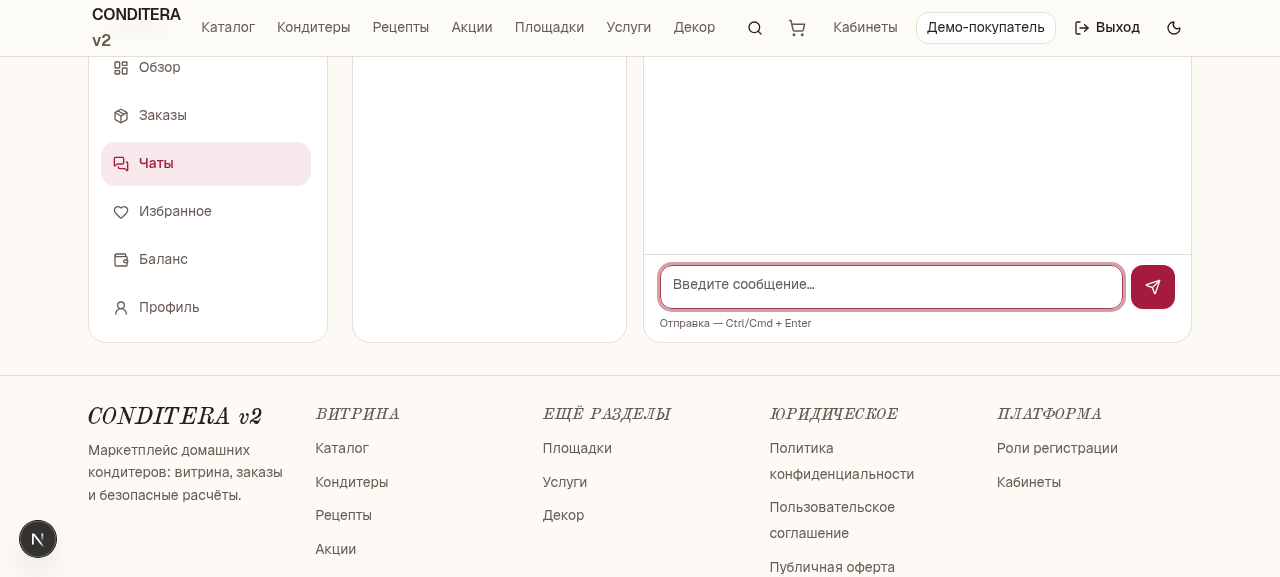 CONDITERA
v2
Каталог
Кондитеры
Рецепты
Акции
Площадки
Услуги
Декор
Кабинеты
Демо-покупатель
Выход
Обзор
Заказы
Чаты
Избранное
Баланс
Профиль
Введите сообщение…
Отправка — Ctrl/Cmd + Enter
CONDITERA v2
Маркетплейс домашних
кондитеров: витрина, заказы
и безопасные расчёты.
ВИТРИНА
Каталог
Кондитеры
Рецепты
Акции
ЕЩЁ РАЗДЕЛЫ
Площадки
Услуги
Декор
ЮРИДИЧЕСКОЕ
Политика
конфиденциальности
Пользовательское
соглашение
Публичная оферта
ПЛАТФОРМА
Роли регистрации
Кабинеты